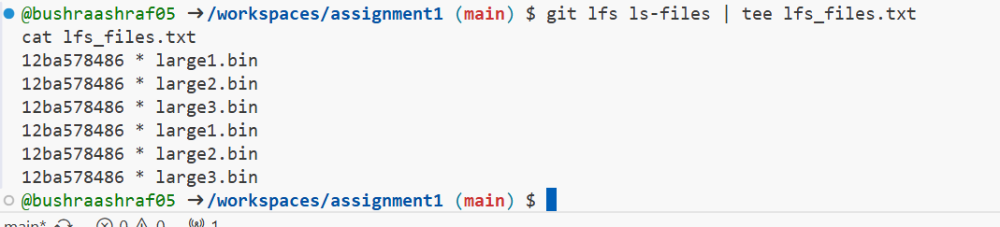 @bushraashraf05 ➜/workspaces/assignment1 (main) $ git lfs ls-files | tee lfs_files.txt
cat lfs_files.txt
12ba578486 * large1.bin
12ba578486 * large2.bin
12ba578486 * large3.bin
12ba578486 * large1.bin
12ba578486 * large2.bin
12ba578486 * large3.bin
@bushraashraf05 ➜/workspaces/assignment1 (main) $
main* 0 0 1